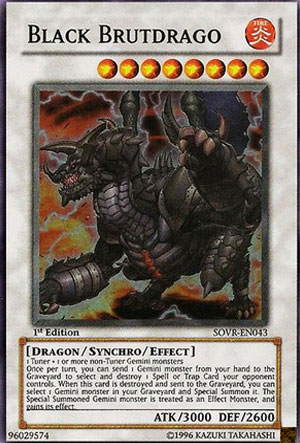 BLACK BRUTDRAGO
FIRE
炎
1st Edition
SOVR-EN043
[DRAGON / SYNCHRO / EFFECT]
1 Tuner + 1 or more non-Tuner Gemini monsters
Once per turn, you can send 1 Gemini monster from your hand to the
Graveyard to select and destroy 1 Spell or Trap Card your opponent
controls. When this card is destroyed and sent to the Graveyard, you can
select 1 Gemini monster in your Graveyard and Special Summon it. The
Special Summoned Gemini monster is treated as an Effect Monster, and
gains its effect.
ATK/3000 DEF/2600
96029574
©1996 KAZUKI TAKAHASHI